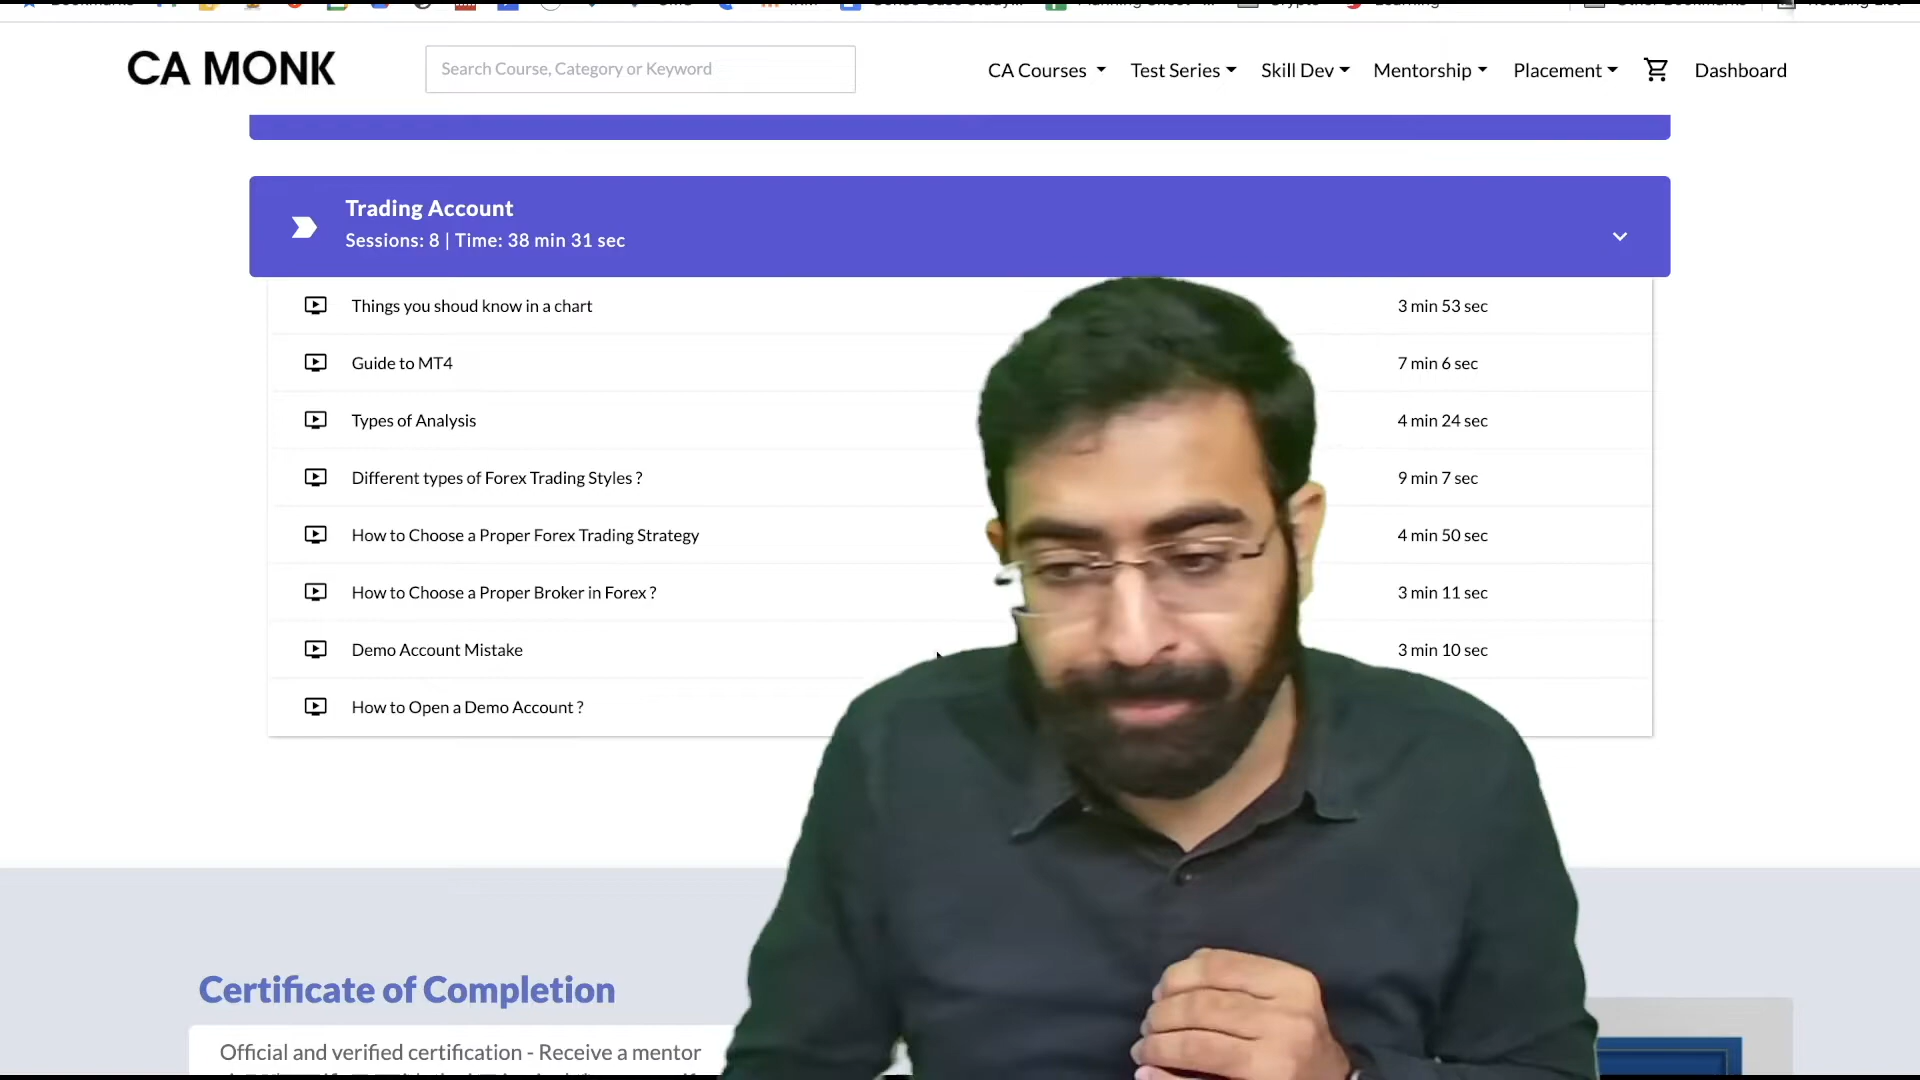 CA MONK
Search Course, Category or Keyword
CA Courses
Test Series
Skill Dev
Mentorship
Placement
Dashboard
Trading Account
Sessions: 8 | Time: 38 min 31 sec
Things you shoud know in a chart
3 min 53 sec
Guide to MT4
7 min 6 sec
Types of Analysis
4 min 24 sec
Different types of Forex Trading Styles ?
9 min 7 sec
How to Choose a Proper Forex Trading Strategy
4 min 50 sec
How to Choose a Proper Broker in Forex ?
3 min 11 sec
Demo Account Mistake
3 min 10 sec
How to Open a Demo Account ?
Certificate of Completion
Official and verified certification - Receive a mentor